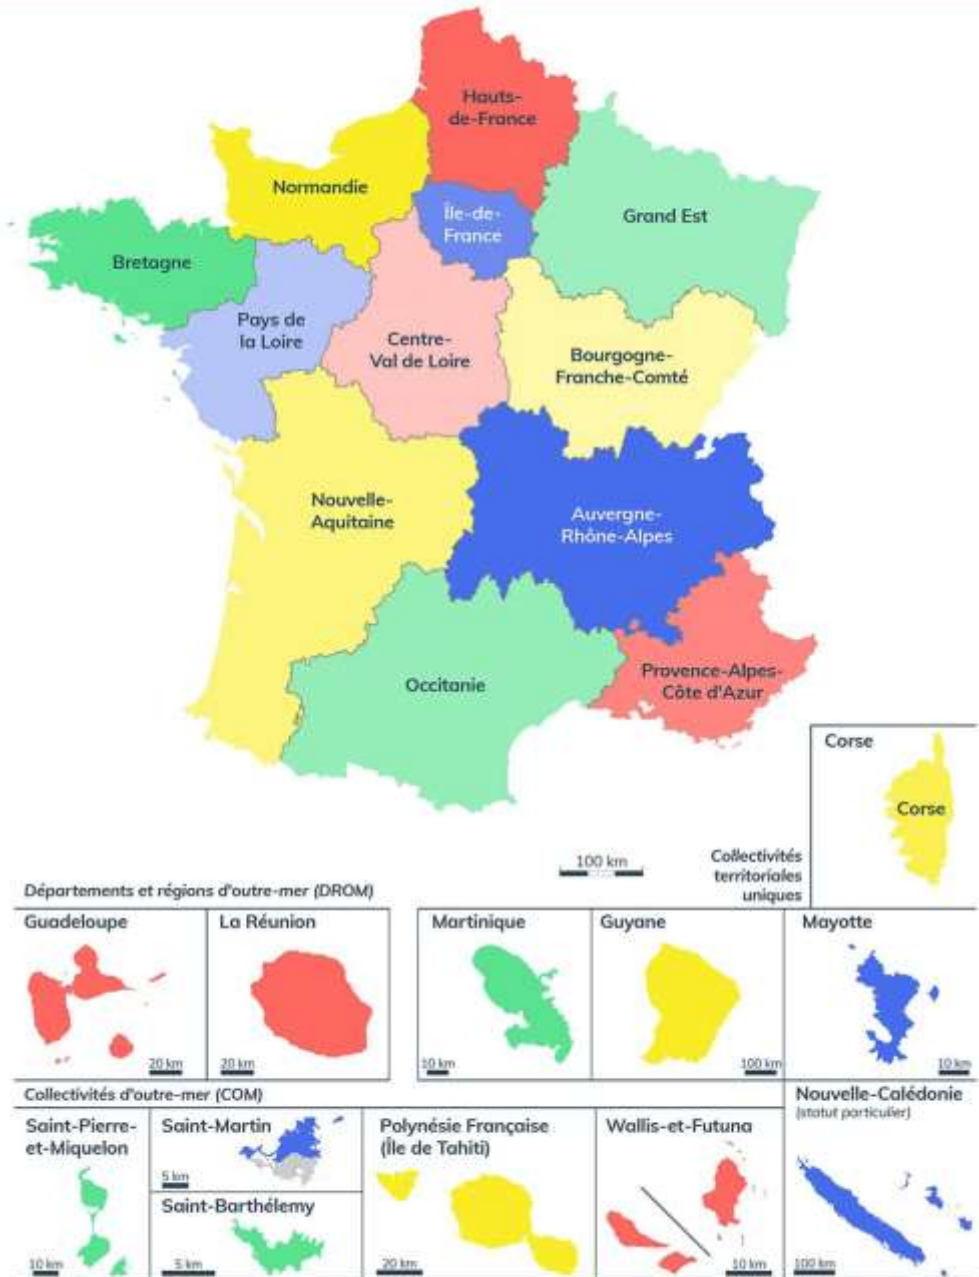 Hauts-
de-France
Normandie
Île-de-
France
Grand Est
Bretagne
Pays de
la Loire
Centre-
Val de Loire
Bourgogne-
Franche-Comté
Nouvelle-
Aquitaine
Auvergne-
Rhône-Alpes
Occitanie
Provence-Alpes-
Côte d'Azur
Corse
Corse
100 km
Collectivités
territoriales
uniques
Départements et régions d'outre-mer (DROM)
Guadeloupe
20 km
La Réunion
20 km
Martinique
10 km
Guyane
100 km
Mayotte
10 km
Collectivités d'outre-mer (COM)
Saint-Pierre-
et-Miquelon
10 km
Saint-Martin
5 km
Saint-Barthélemy
5 km
Polynésie Française
(Île de Tahiti)
20 km
Wallis-et-Futuna
10 km
Nouvelle-Calédonie
(statut particulier)
100 km